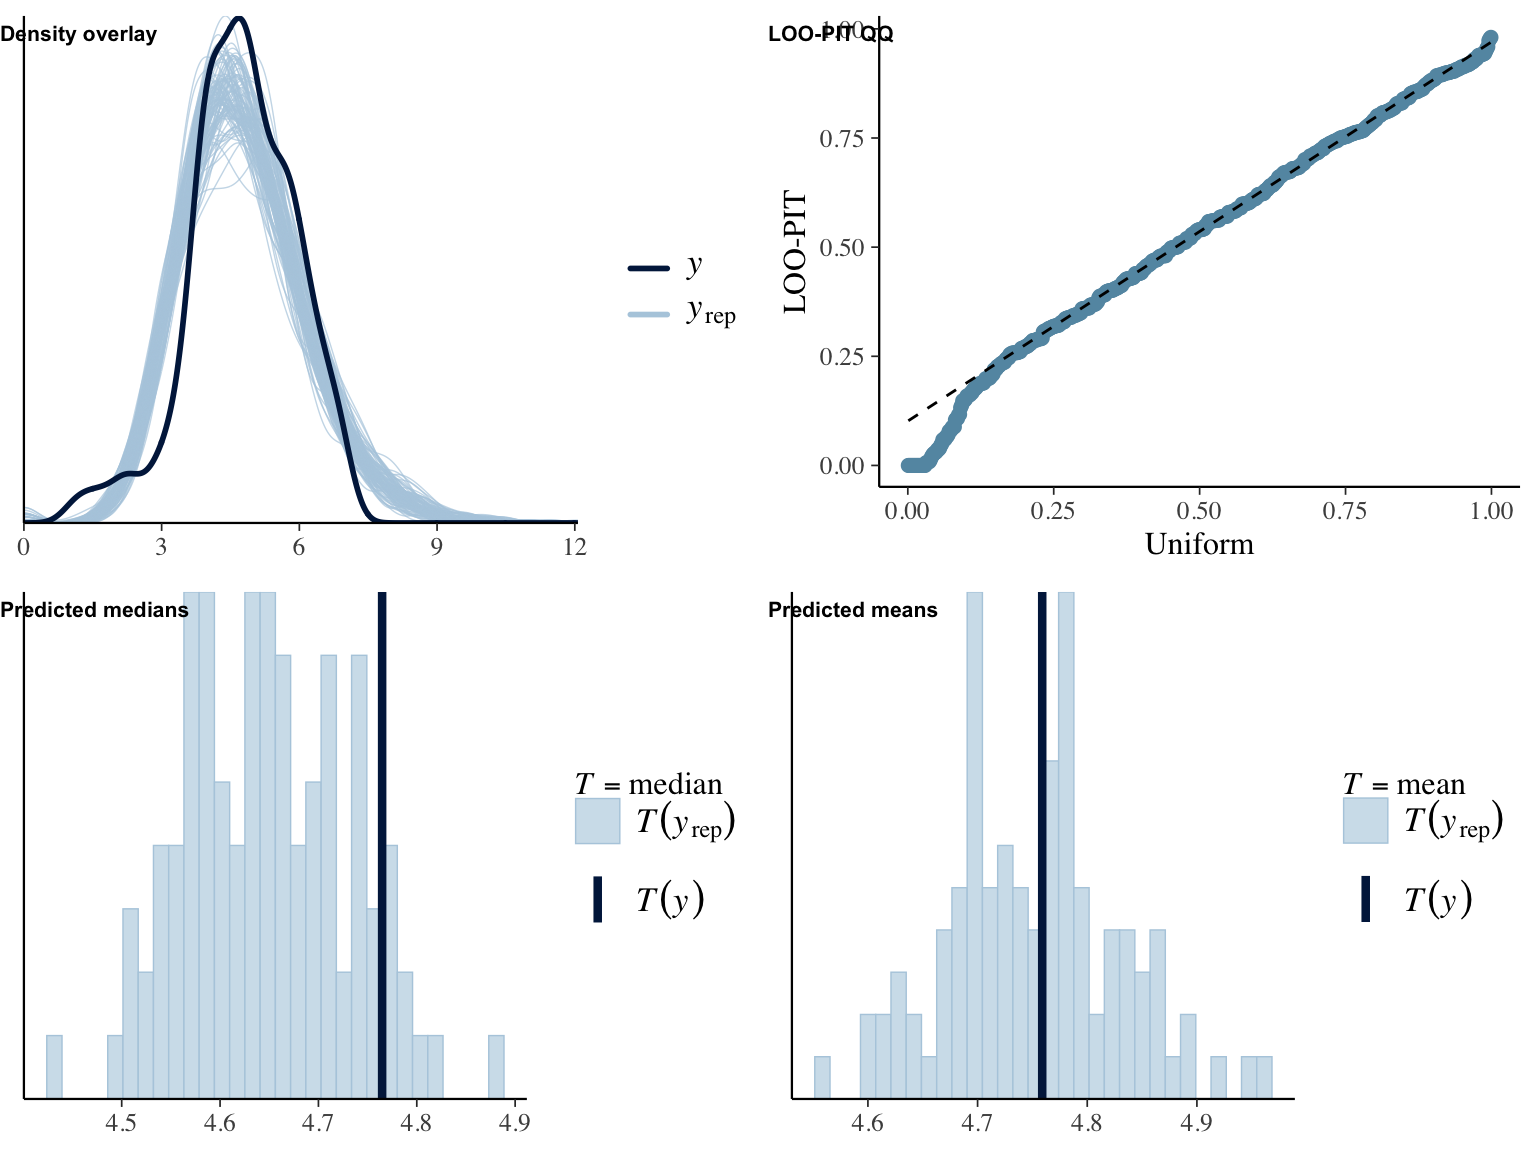 Density overlay
y
yrep
0 3 6 9 12
LOO-PIT QQ
1.00
0.75
0.50
0.25
0.00
LOO-PIT
0.00 0.25 0.50 0.75 1.00
Uniform
Predicted medians
T = median
T(yrep)
T(y)
4.5 4.6 4.7 4.8 4.9
Predicted means
T = mean
T(yrep)
T(y)
4.6 4.7 4.8 4.9